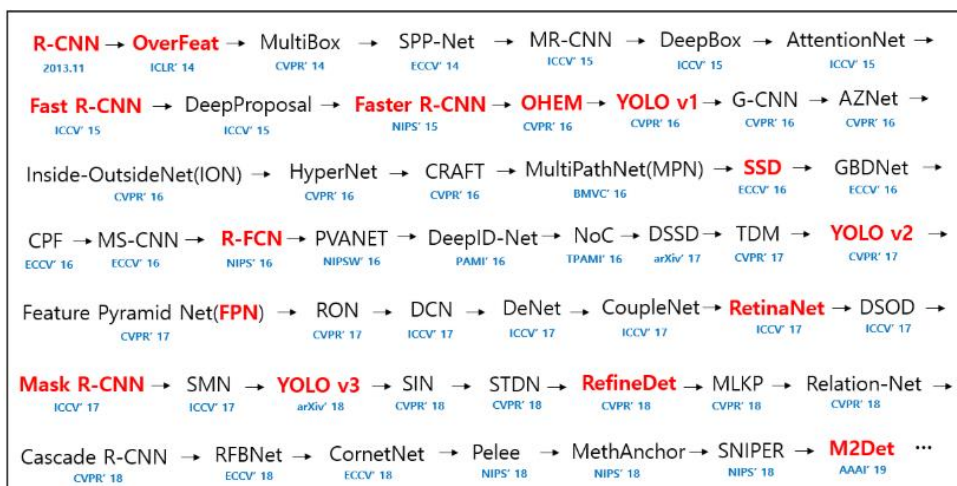 R-CNN → OverFeat → MultiBox → SPP-Net → MR-CNN → DeepBox → AttentionNet →
2013.11 ICLR' 14 CVPR' 14 ECCV' 14 ICCV' 15 ICCV' 15 ICCV' 15
Fast R-CNN → DeepProposal → Faster R-CNN → OHEM → YOLO v1 → G-CNN → AZNet →
ICCV' 15 ICCV' 15 NIPS' 15 CVPR' 16 CVPR' 16 CVPR' 16 CVPR' 16
Inside-OutsideNet(ION) → HyperNet → CRAFT → MultiPathNet(MPN) → SSD → GBDNet →
CVPR' 16 CVPR' 16 CVPR' 16 BMVC' 16 ECCV' 16 ECCV' 16
CPF → MS-CNN → R-FCN → PVANET → DeepID-Net → NoC → DSSD → TDM → YOLO v2 →
ECCV' 16 ECCV' 16 NIPS' 16 NIPSW' 16 PAMI' 16 TPAMI' 16 arXiv' 17 CVPR' 17 CVPR' 17
Feature Pyramid Net(FPN) → RON → DCN → DeNet → CoupleNet → RetinaNet → DSOD →
CVPR' 17 CVPR' 17 ICCV' 17 ICCV' 17 ICCV' 17 ICCV' 17 ICCV' 17
Mask R-CNN → SMN → YOLO v3 → SIN → STDN → RefineDet → MLKP → Relation-Net →
ICCV' 17 ICCV' 17 arXiv' 18 CVPR' 18 CVPR' 18 CVPR' 18 CVPR' 18 CVPR' 18
Cascade R-CNN → RFBNet → CornetNet → Pelee → MethAnchor → SNIPER → M2Det ···
CVPR' 18 ECCV' 18 ECCV' 18 NIPS' 18 NIPS' 18 NIPS' 18 AAAI' 19